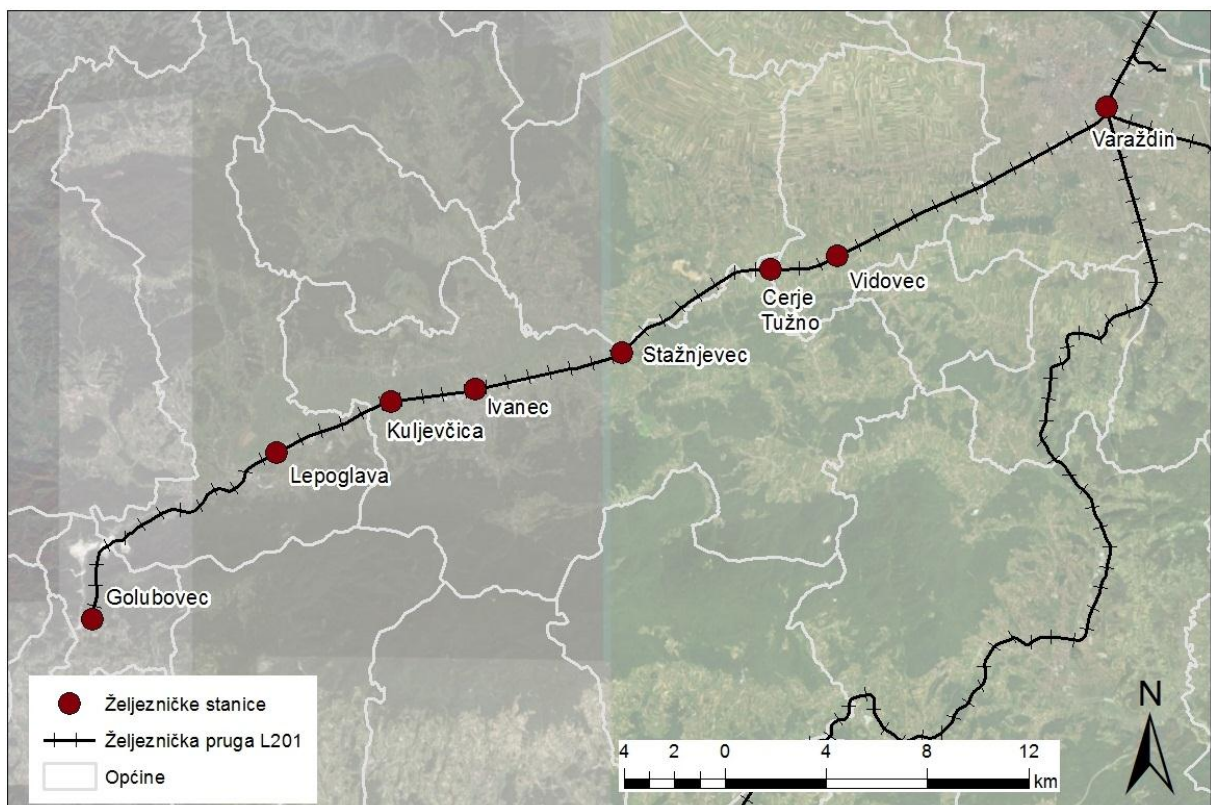 Varaždin
Vidovec
Cerje
Tužno
Stažnjevec
Ivanec
Kuljevčica
Lepoglava
Golubovec
Željezničke stanice
Željeznička pruga L201
Općine
4 2 0 4 8 12
km
N